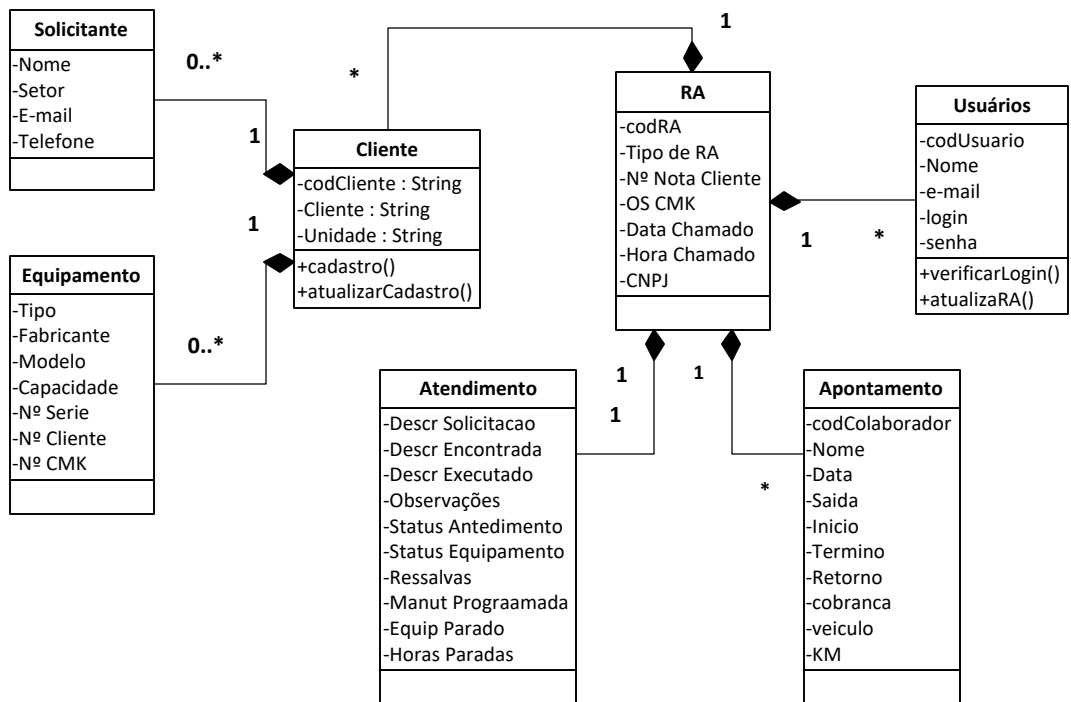 Solicitante
-Nome
-Setor
-E-mail
-Telefone
0..*
1
*
1
Cliente
-codCliente : String
-Cliente : String
-Unidade : String
+cadastro()
+atualizarCadastro()
1
0..*
Equipamento
-Tipo
-Fabricante
-Modelo
-Capacidade
-Nº Serie
-Nº Cliente
-Nº CMK
RA
-codRA
-Tipo de RA
-Nº Nota Cliente
-OS CMK
-Data Chamado
-Hora Chamado
-CNPJ
1
*
Usuários
-codUsuario
-Nome
-e-mail
-login
-senha
+verificarLogin()
+atualizaRA()
1
1
Atendimento
-Descr Solicitacao
-Descr Encontrada
-Descr Executado
-Observações
-Status Antedimento
-Status Equipamento
-Ressalvas
-Manut Prograamada
-Equip Parado
-Horas Paradas
1
*
Apontamento
-codColaborador
-Nome
-Data
-Saida
-Inicio
-Termino
-Retorno
-cobranca
-veiculo
-KM